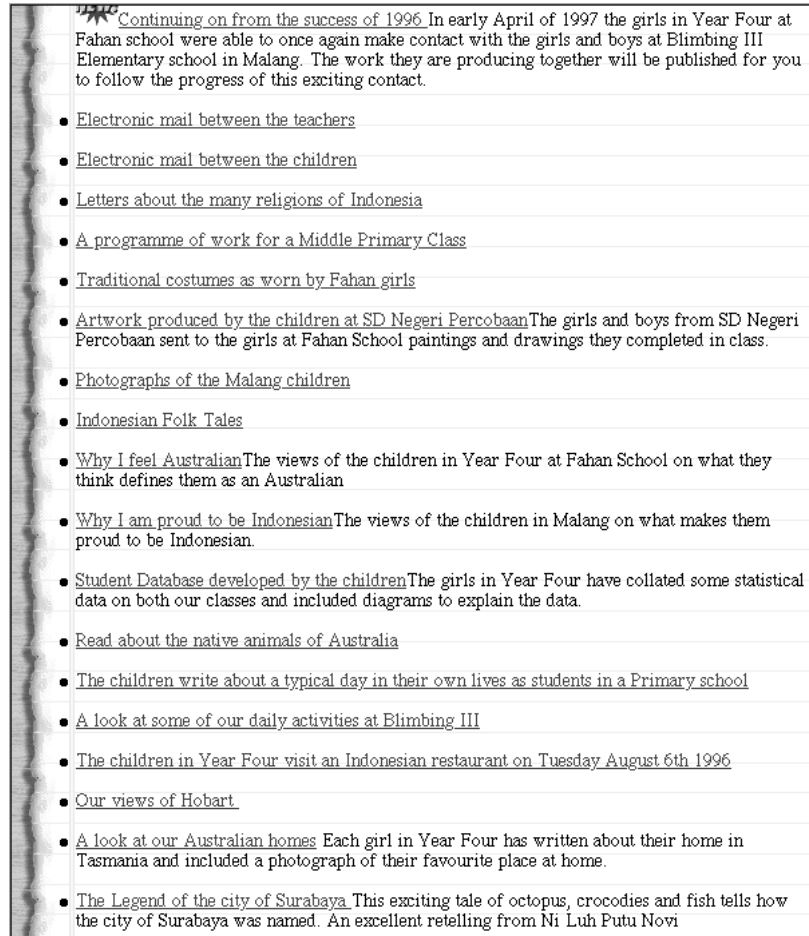 Continuing on from the success of 1996 In early April of 1997 the girls in Year Four at
Fahan school were able to once again make contact with the girls and boys at Blimbing III
Elementary school in Malang. The work they are producing together will be published for you
to follow the progress of this exciting contact.
Electronic mail between the teachers
Electronic mail between the children
Letters about the many religions of Indonesia
A programme of work for a Middle Primary Class
Traditional costumes as worn by Fahan girls
Artwork produced by the children at SD Negeri PercobaanThe girls and boys from SD Negeri
Percobaan sent to the girls at Fahan School paintings and drawings they completed in class.
Photographs of the Malang children
Indonesian Folk Tales
Why I feel AustralianThe views of the children in Year Four at Fahan School on what they
think defines them as an Australian
Why I am proud to be IndonesianThe views of the children in Malang on what makes them
proud to be Indonesian.
Student Database developed by the childrenThe girls in Year Four have collated some statistical
data on both our classes and included diagrams to explain the data.
Read about the native animals of Australia
The children write about a typical day in their own lives as students in a Primary school
A look at some of our daily activities at Blimbing III
The children in Year Four visit an Indonesian restaurant on Tuesday August 6th 1996
Our views of Hobart
A look at our Australian homes Each girl in Year Four has written about their home in
Tasmania and included a photograph of their favourite place at home.
The Legend of the city of Surabaya This exciting tale of octopus, crocodies and fish tells how
the city of Surabaya was named. An excellent retelling from Ni Luh Putu Novi